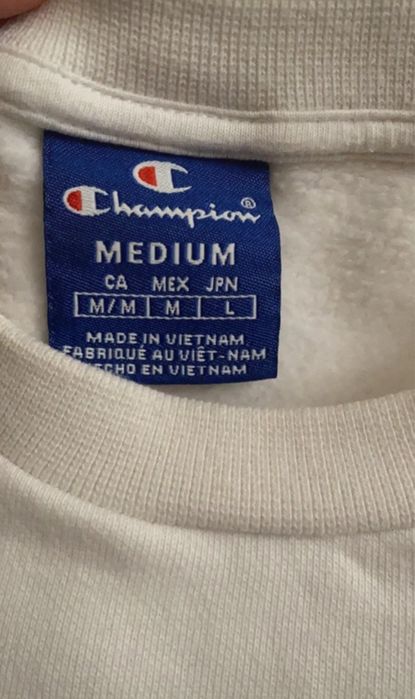 Champion®
MEDIUM
CA MEX JPN
M/M M L
MADE IN VIETNAM
FABRIQUÉ AU VIÊT-NAM
HECHO EN VIETNAM